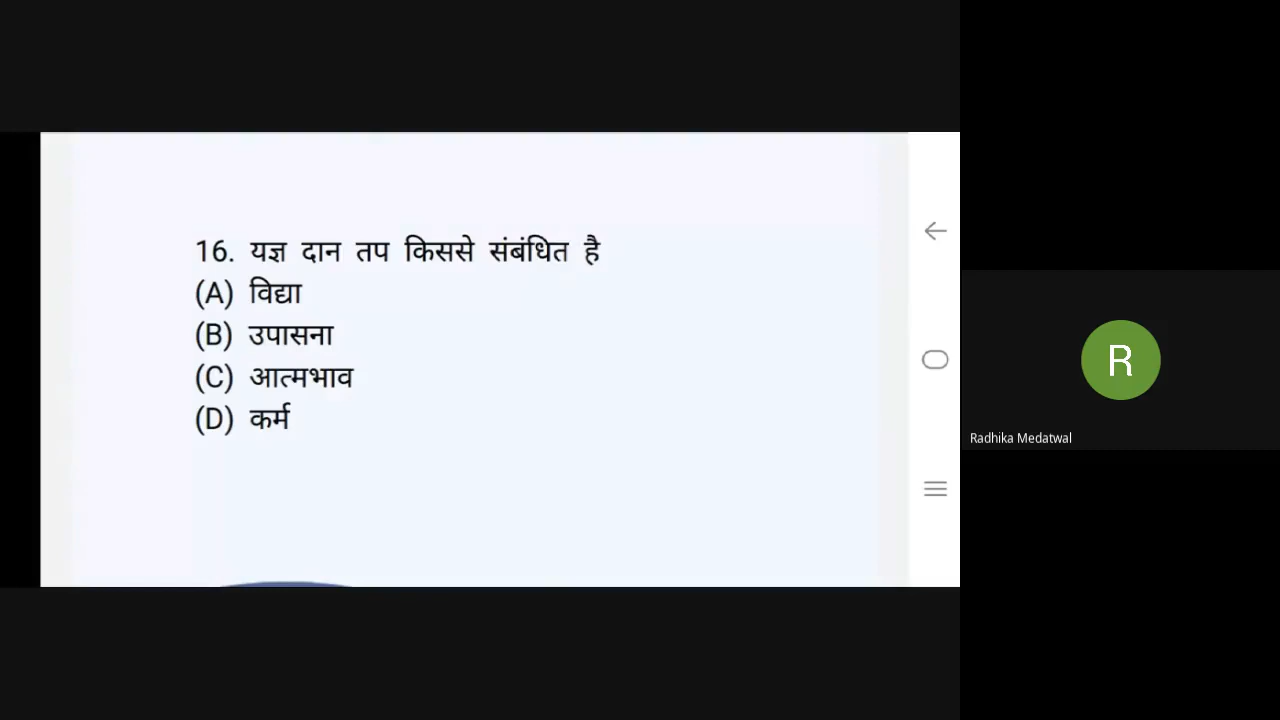 16. यज्ञ दान तप किससे संबंधित है
(A) विद्या
(B) उपासना
(C) आत्मभाव
(D) कर्म
R
Radhika Medatwal